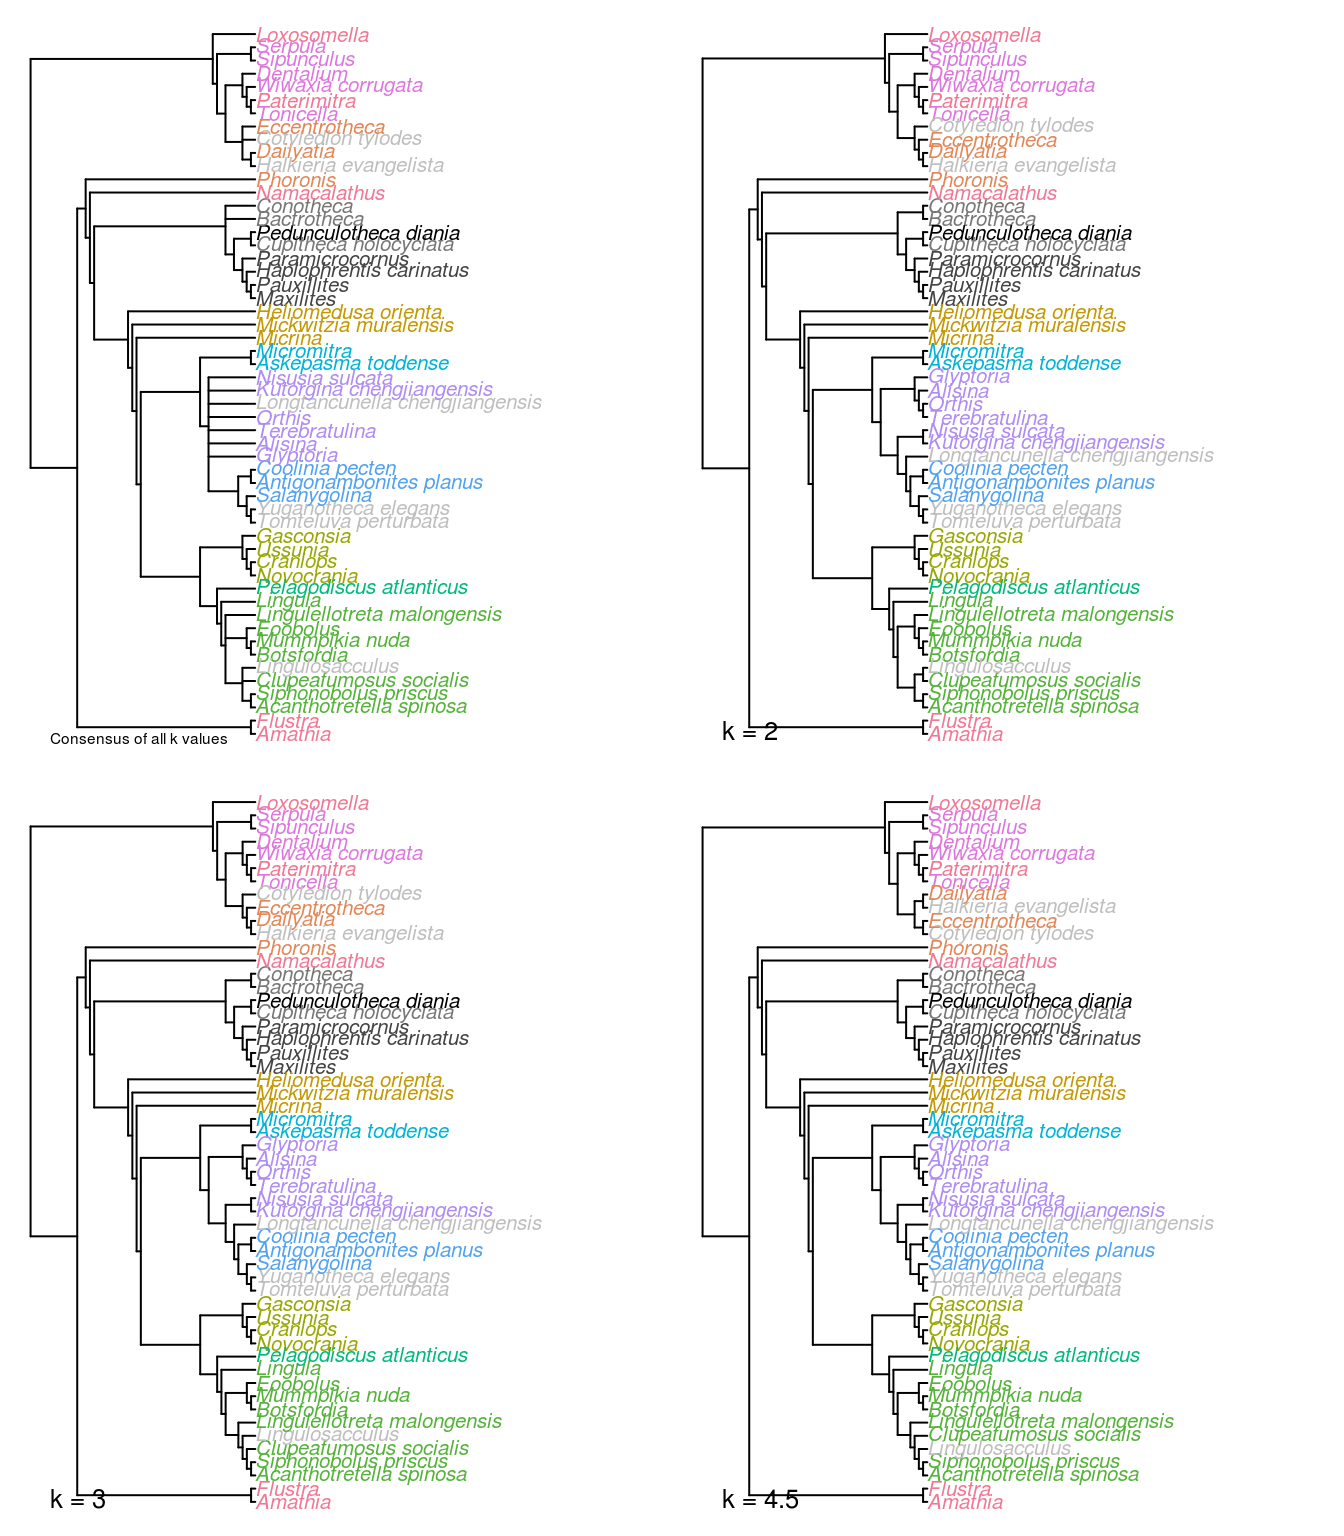 Loxosomella
Serpula
Sipunculus
Dentalium
Wiwaxia corrugata
Paterimitra
Tonicella
Eccentrotheca
Cotyledion tylodes
Dailyatia
Halkieria evangelista
Phoronis
Namacalathus
Conotheca
Bactrotheca
Pedunculotheca diania
Cupitheca holocyclata
Paramicrocornus
Haplophrentis carinatus
Pauxillites
Maxilites
Heliomedusa orienta
Mickwitzia muralensis
Micrina
Micromitra
Askepasma toddense
Nisusia sulcata
Kutorgina chengjiangensis
Longtancunella chengjiangensis
Orthis
Terebratulina
Alisina
Glyptoria
Coolinia pecten
Antigonambonites planus
Salanygolina
Yuganotheca elegans
Tomteluva perturbata
Gasconsia
Ussunia
Craniops
Novocrania
Pelagodiscus atlanticus
Lingula
Lingulellotreta malongensis
Eoobolus
Mummpikia nuda
Botsfordia
Lingulosacculus
Clupeafumosus socialis
Siphonobolus priscus
Acanthotretella spinosa
Flustra
Amathia
Consensus of all k values
Loxosomella
Serpula
Sipunculus
Dentalium
Wiwaxia corrugata
Paterimitra
Tonicella
Cotyledion tylodes
Eccentrotheca
Dailyatia
Halkieria evangelista
Phoronis
Namacalathus
Conotheca
Bactrotheca
Pedunculotheca diania
Cupitheca holocyclata
Paramicrocornus
Haplophrentis carinatus
Pauxillites
Maxilites
Heliomedusa orienta
Mickwitzia muralensis
Micrina
Micromitra
Askepasma toddense
Glyptoria
Alisina
Orthis
Terebratulina
Nisusia sulcata
Kutorgina chengjiangensis
Longtancunella chengjiangensis
Coolinia pecten
Antigonambonites planus
Salanygolina
Yuganotheca elegans
Tomteluva perturbata
Gasconsia
Ussunia
Craniops
Novocrania
Pelagodiscus atlanticus
Lingula
Lingulellotreta malongensis
Eoobolus
Mummpikia nuda
Botsfordia
Lingulosacculus
Clupeafumosus socialis
Siphonobolus priscus
Acanthotretella spinosa
Flustra
Amathia
k = 2
Loxosomella
Serpula
Sipunculus
Dentalium
Wiwaxia corrugata
Paterimitra
Tonicella
Cotyledion tylodes
Eccentrotheca
Dailyatia
Halkieria evangelista
Phoronis
Namacalathus
Conotheca
Bactrotheca
Pedunculotheca diania
Cupitheca holocyclata
Paramicrocornus
Haplophrentis carinatus
Pauxillites
Maxilites
Heliomedusa orienta
Mickwitzia muralensis
Micrina
Micromitra
Askepasma toddense
Glyptoria
Alisina
Orthis
Terebratulina
Nisusia sulcata
Kutorgina chengjiangensis
Longtancunella chengjiangensis
Coolinia pecten
Antigonambonites planus
Salanygolina
Yuganotheca elegans
Tomteluva perturbata
Gasconsia
Ussunia
Craniops
Novocrania
Pelagodiscus atlanticus
Lingula
Eoobolus
Mummpikia nuda
Botsfordia
Lingulellotreta malongensis
Lingulosacculus
Clupeafumosus socialis
Siphonobolus priscus
Acanthotretella spinosa
Flustra
Amathia
k = 3
Loxosomella
Serpula
Sipunculus
Dentalium
Wiwaxia corrugata
Paterimitra
Tonicella
Dailyatia
Halkieria evangelista
Eccentrotheca
Cotyledion tylodes
Phoronis
Namacalathus
Conotheca
Bactrotheca
Pedunculotheca diania
Cupitheca holocyclata
Paramicrocornus
Haplophrentis carinatus
Pauxillites
Maxilites
Heliomedusa orienta
Mickwitzia muralensis
Micrina
Micromitra
Askepasma toddense
Glyptoria
Alisina
Orthis
Terebratulina
Nisusia sulcata
Kutorgina chengjiangensis
Longtancunella chengjiangensis
Coolinia pecten
Antigonambonites planus
Salanygolina
Yuganotheca elegans
Tomteluva perturbata
Gasconsia
Ussunia
Craniops
Novocrania
Pelagodiscus atlanticus
Lingula
Eoobolus
Mummpikia nuda
Botsfordia
Lingulellotreta malongensis
Clupeafumosus socialis
Lingulosacculus
Siphonobolus priscus
Acanthotretella spinosa
Flustra
Amathia
k = 4.5